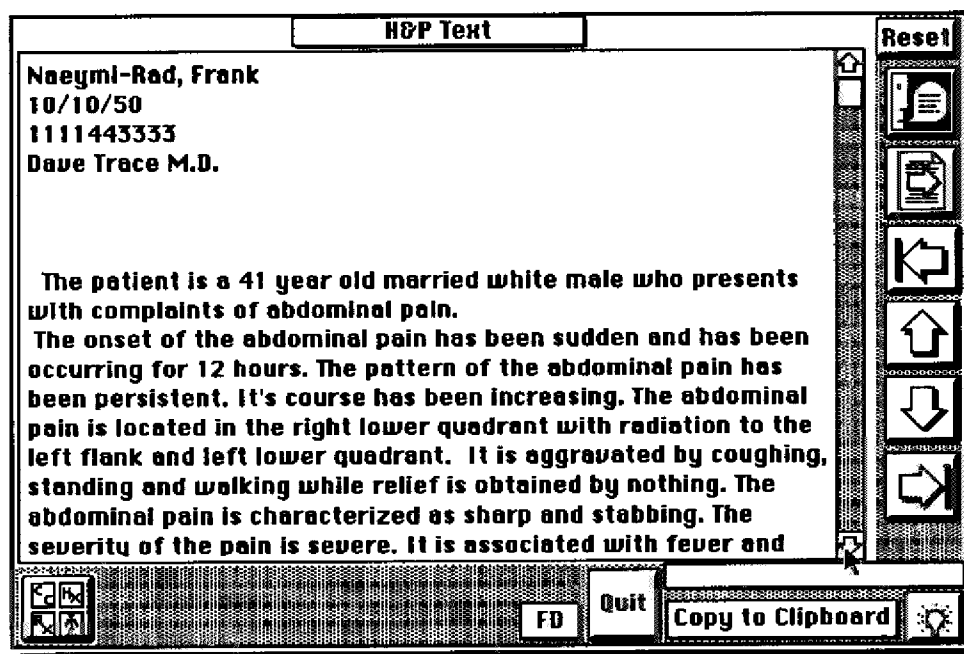 H&P Text
Reset
Naeymi-Rad, Frank
10/10/50
1111443333
Dave Trace M.D.
The patient is a 41 year old married white male who presents
with complaints of abdominal pain.
The onset of the abdominal pain has been sudden and has been
occurring for 12 hours. The pattern of the abdominal pain has
been persistent. It's course has been increasing. The abdominal
pain is located in the right lower quadrant with radiation to the
left flank and left lower quadrant. It is aggravated by coughing,
standing and walking while relief is obtained by nothing. The
abdominal pain is characterized as sharp and stabbing. The
severity of the pain is severe. It is associated with fever and
Cc Hx
Rx
FD
Quit
Copy to Clipboard